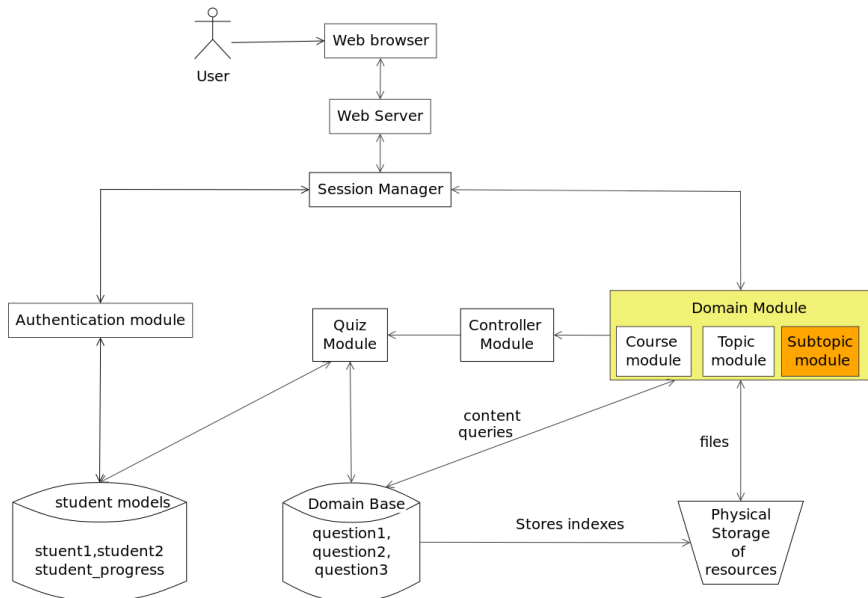 Web browser
User
Web Server
Session Manager
Authentication module
Quiz
Module
Controller
Module
Domain Module
Course
module
Topic
module
Subtopic
module
content
queries
files
student models
stuent1,student2
student_progress
Domain Base
question1,
question2,
question3
Stores indexes
Physical
Storage
of
resources